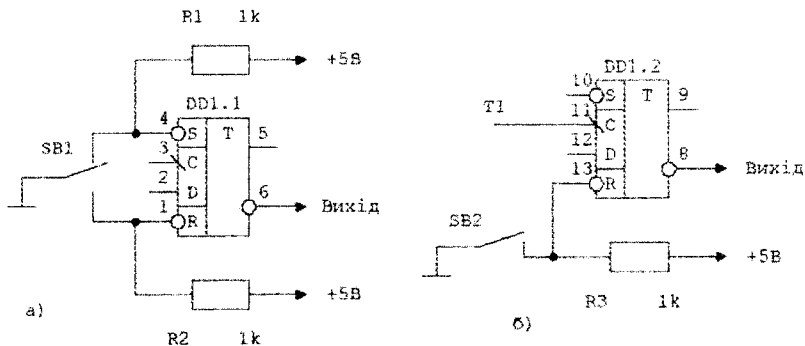 R1 1k
+5В
DD1.1
4 S T 5
3 C
2 D
1 R 6
SB1
Вихід
+5В
R2 1k
а)
DD1.2
10 S T 9
T1 11 C
12 D
13 R 8
Вихід
SB2
+5В
R3 1k
б)